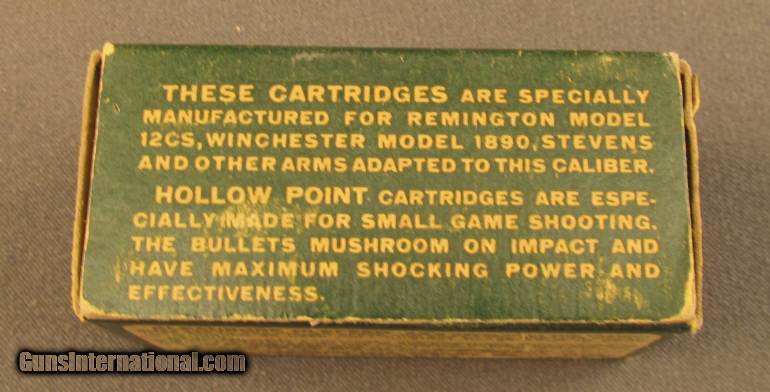 THESE CARTRIDGES ARE SPECIALLY
MANUFACTURED FOR REMINGTON MODEL
12CS, WINCHESTER MODEL 1890, STEVENS
AND OTHER ARMS ADAPTED TO THIS CALIBER.
HOLLOW POINT CARTRIDGES ARE ESPE-
CIALLY MADE FOR SMALL GAME SHOOTING.
THE BULLETS MUSHROOM ON IMPACT AND
HAVE MAXIMUM SHOCKING POWER AND
EFFECTIVENESS.
GunsInternational.com